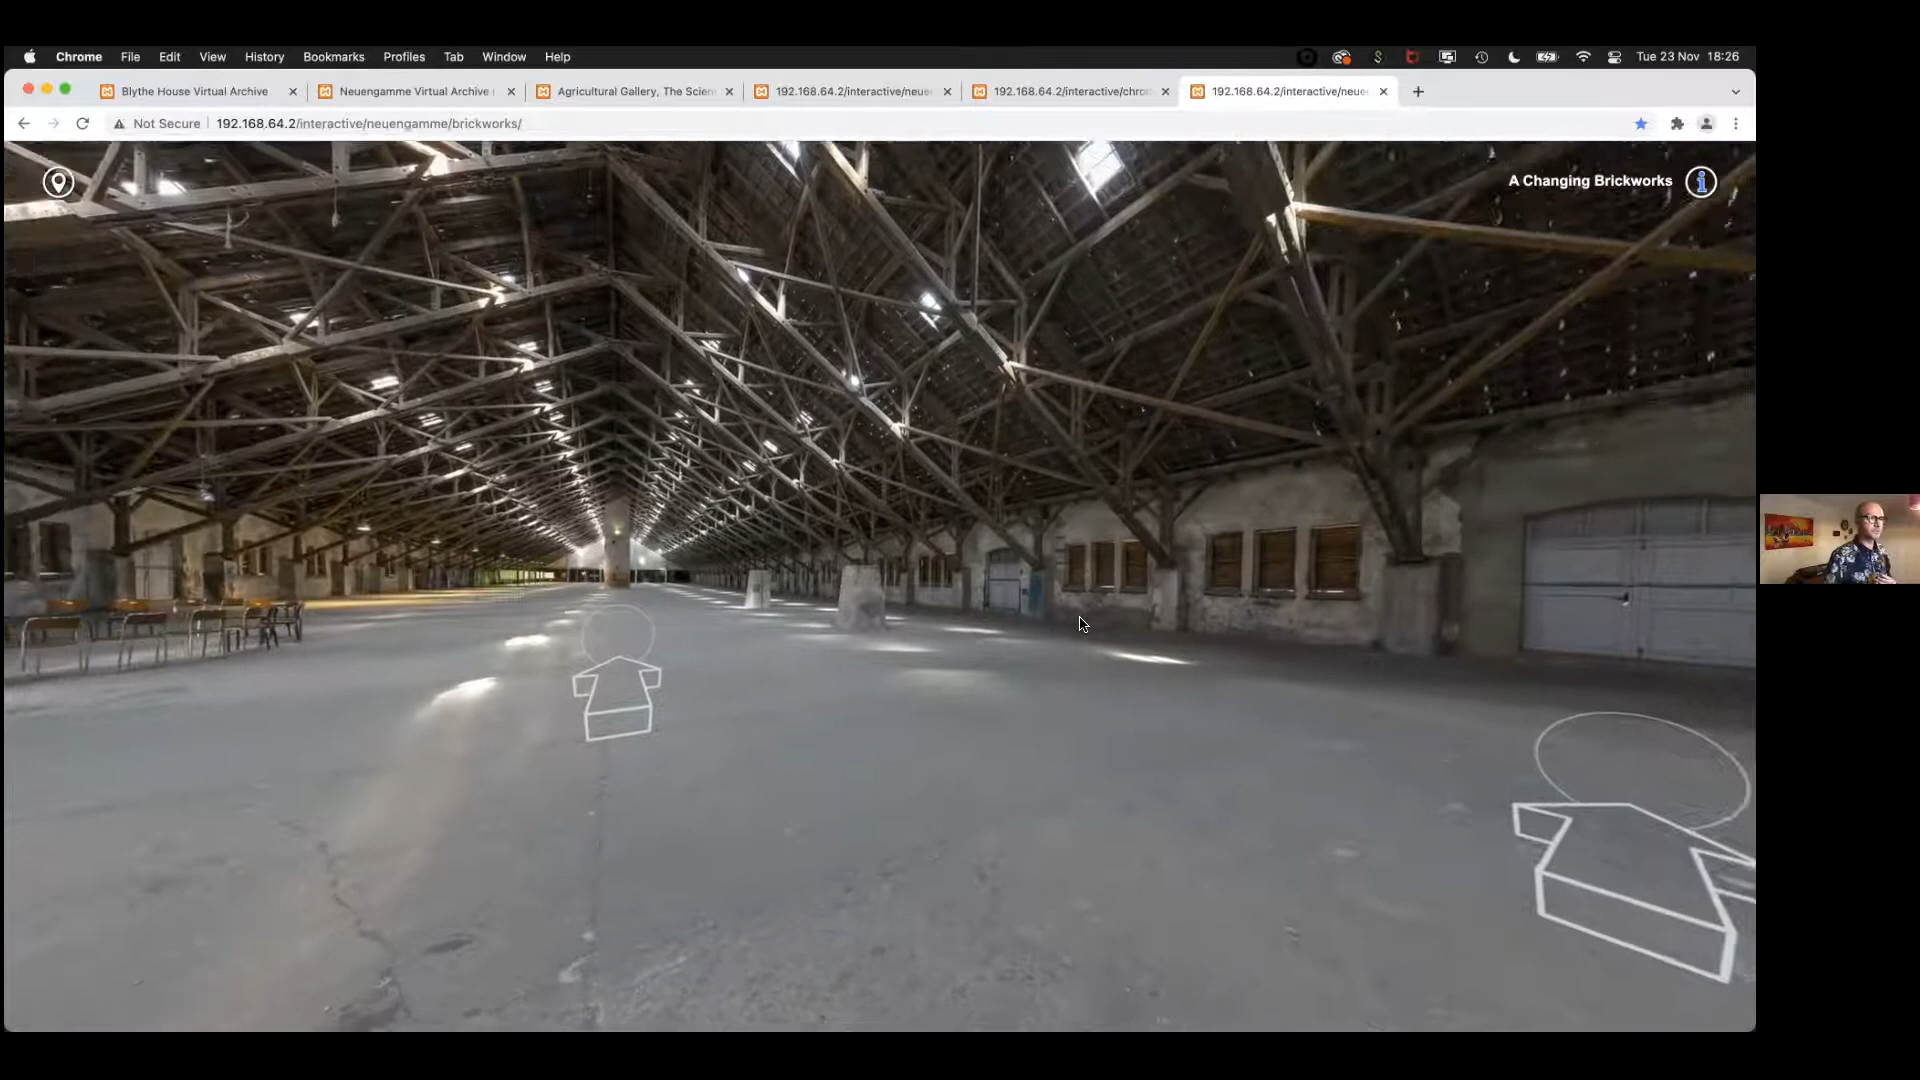 Chrome File Edit View History Bookmarks Profiles Tab Window Help Tue 23 Nov 18:26
Blythe House Virtual Archive Neuengamme Virtual Archive Agricultural Gallery, The Scien 192.168.64.2/interactive/neue 192.168.64.2/interactive/chro 192.168.64.2/interactive/neue
Not Secure 192.168.64.2/interactive/neuengamme/brickworks/
A Changing Brickworks i